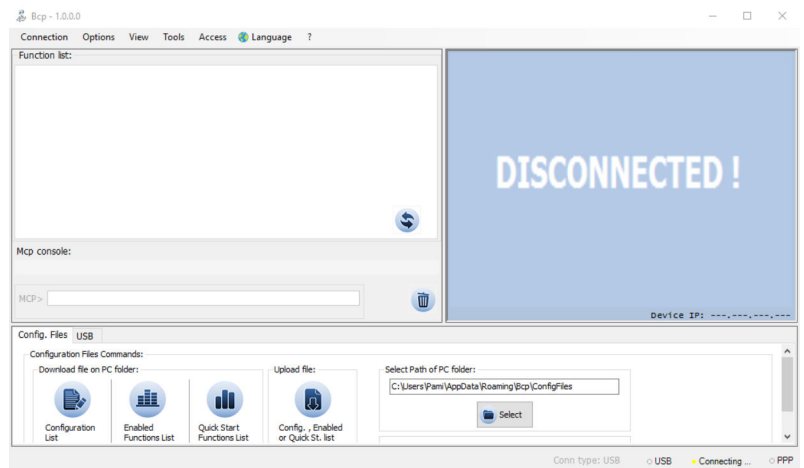 Bcp - 1.0.0.0
Connection Options View Tools Access Language ?
Function list:
DISCONNECTED !
Mcp console:
MCP>
Device IP: ---.---.---.---
Config. Files USB
Configuration Files Commands:
Download file on PC folder:
Configuration List
Enabled Functions List
Quick Start Functions List
Upload file:
Config. , Enabled or Quick St. list
Select Path of PC folder:
C:\Users\Pami\AppData\Roaming\Bcp\ConfigFiles
Select
Conn type: USB USB Connecting ... PPP